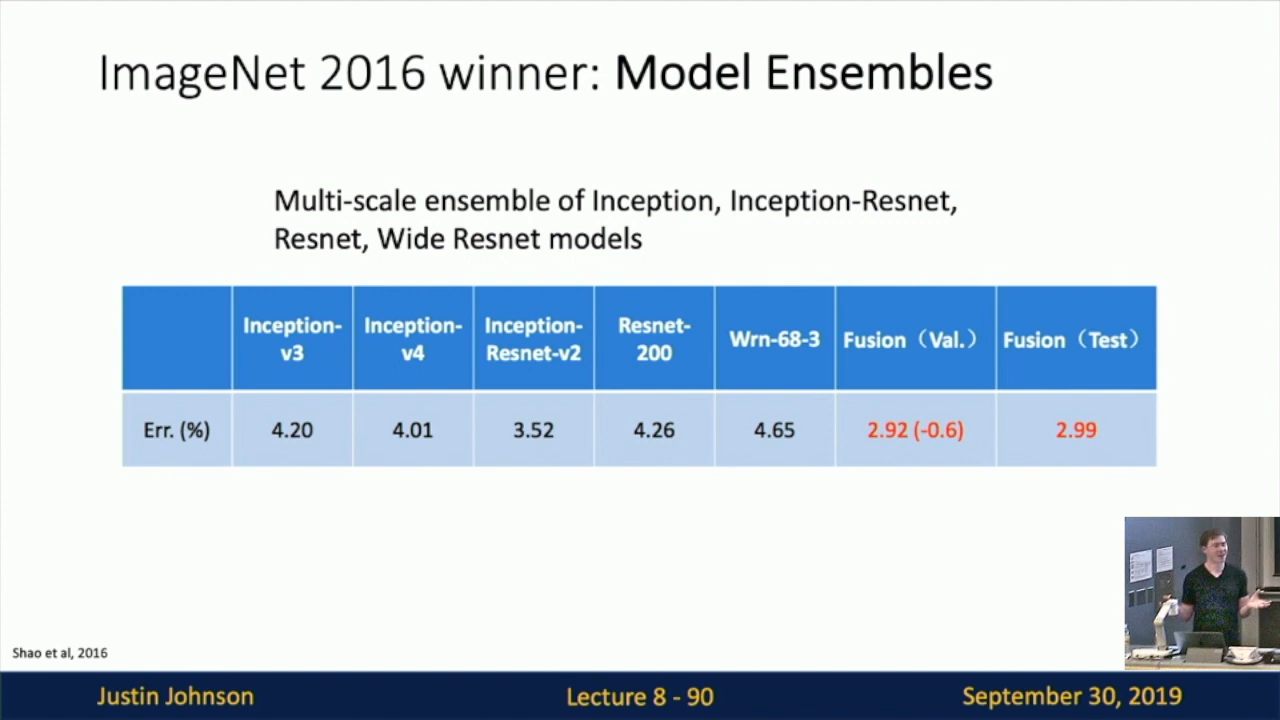 ImageNet 2016 winner: Model Ensembles
Multi-scale ensemble of Inception, Inception-Resnet,
Resnet, Wide Resnet models
Inception-
v3
Inception-
v4
Inception-
Resnet-v2
Resnet-
200
Wrn-68-3
Fusion（Val.）
Fusion（Test）
Err. (%)
4.20
4.01
3.52
4.26
4.65
2.92 (-0.6)
2.99
Shao et al, 2016
Justin Johnson
Lecture 8 - 90
September 30, 2019